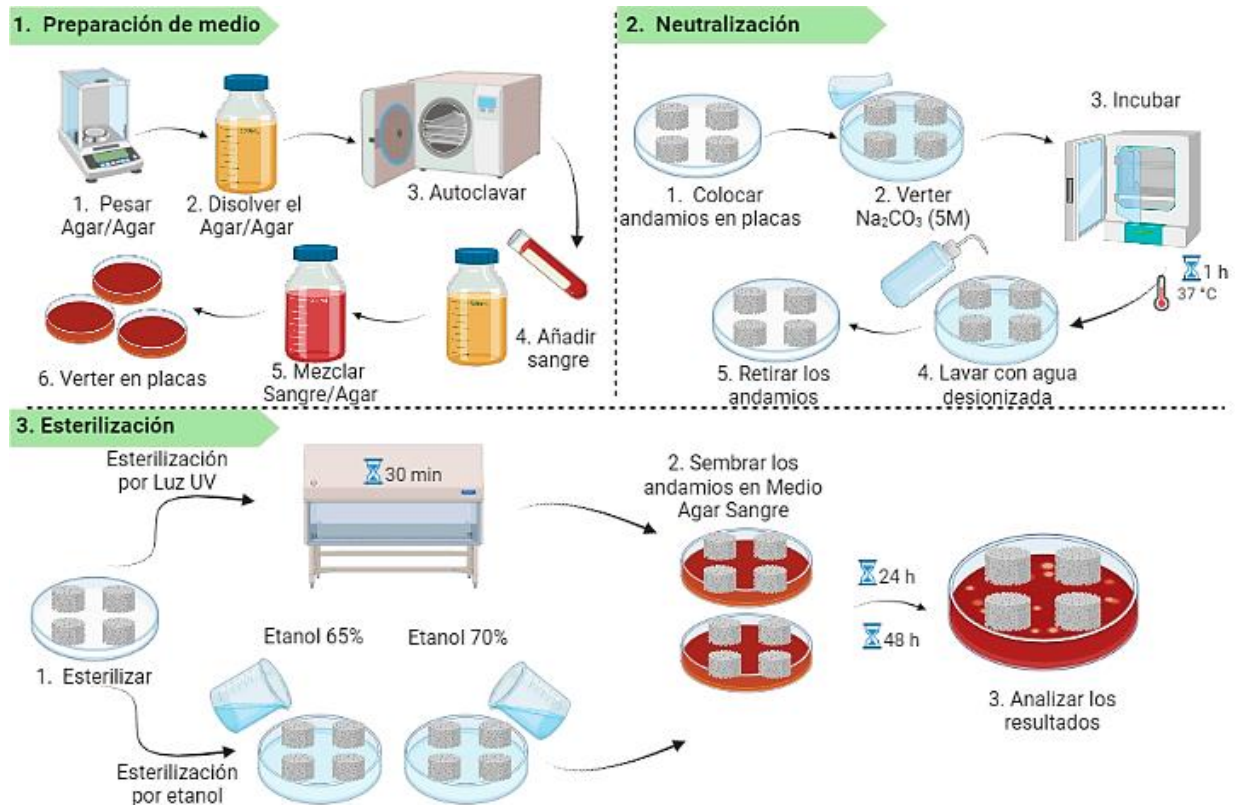 1. Preparación de medio
1. Pesar
Agar/Agar
2. Disolver el
Agar/Agar
3. Autoclavar
4. Añadir
sangre
5. Mezclar
Sangre/Agar
6. Verter en placas
2. Neutralización
1. Colocar
andamios en placas
2. Verter
Na₂CO₃ (5M)
3. Incubar
1 h
37 °C
4. Lavar con agua
desionizada
5. Retirar los
andamios
3. Esterilización
1. Esterilizar
Esterilización
por Luz UV
30 min
Esterilización
por etanol
Etanol 65%
Etanol 70%
2. Sembrar los
andamios en Medio
Agar Sangre
24 h
48 h
3. Analizar los
resultados